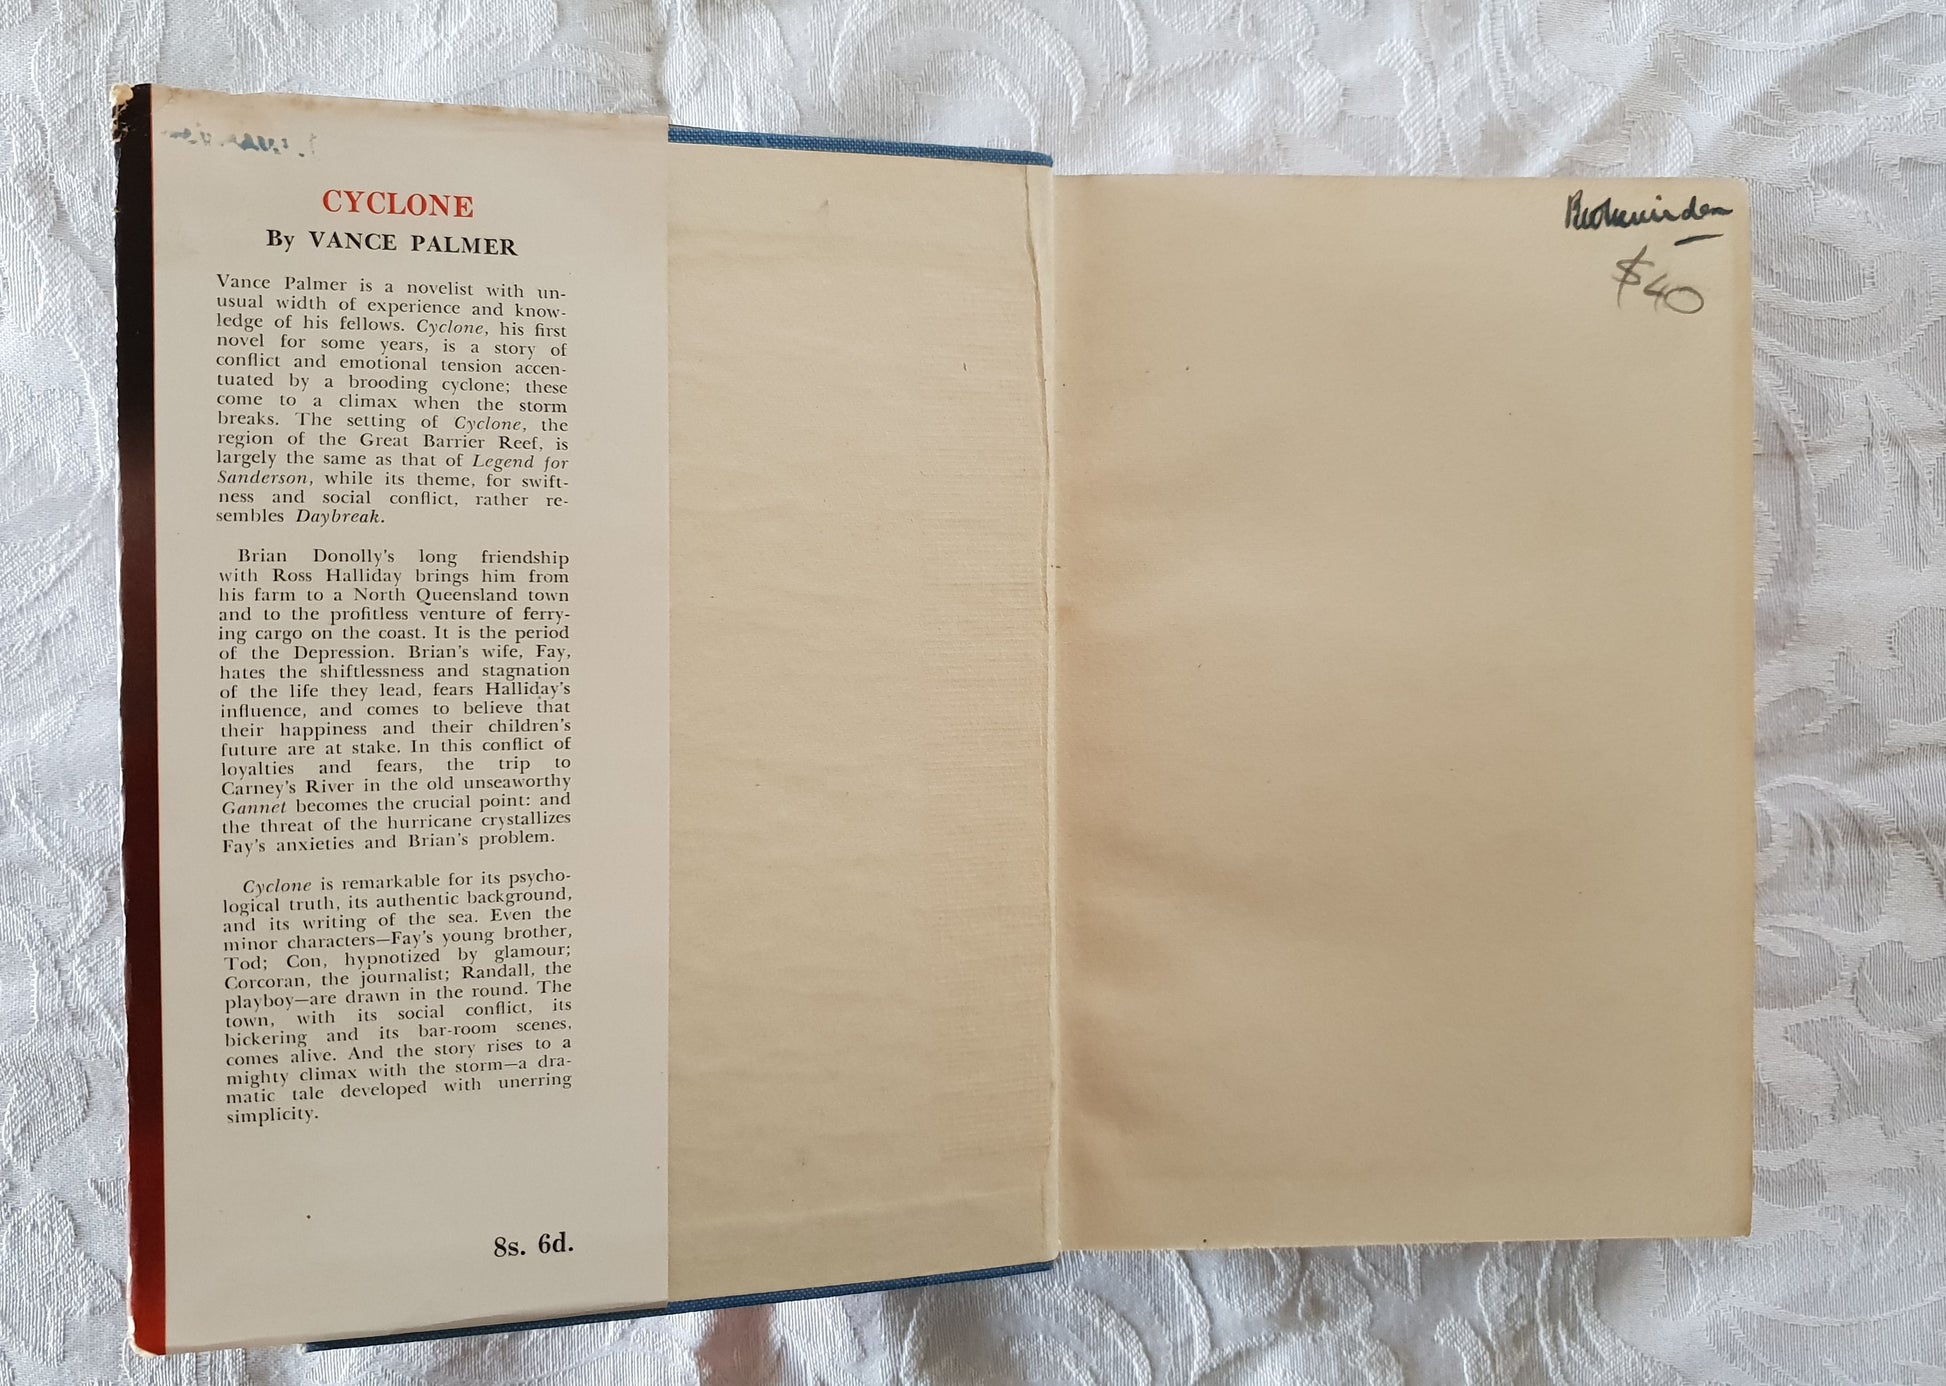 CYCLONE
By VANCE PALMER
Vance Palmer is a novelist with un-
usual width of experience and know-
ledge of his fellows. Cyclone, his first
novel for some years, is a story of
conflict and emotional tension accen-
tuated by a brooding cyclone; these
come to a climax when the storm
breaks. The setting of Cyclone, the
region of the Great Barrier Reef, is
largely the same as that of Legend for
Sanderson, while its theme, for swift-
ness and social conflict, rather re-
sembles Daybreak.
Brian Donolly's long friendship
with Ross Halliday brings him from
his farm to a North Queensland town
and to the profitless venture of ferry-
ing cargo on the coast. It is the period
of the Depression. Brian's wife, Fay,
hates the shiftlessness and stagnation
of the life they lead, fears Halliday's
influence, and comes to believe that
their happiness and their children's
future are at stake. In this conflict of
loyalties and fears, the trip to
Carney's River in the old unseaworthy
Gannet becomes the crucial point: and
the threat of the hurricane crystallizes
Fay's anxieties and Brian's problem.
Cyclone is remarkable for its psycho-
logical truth, its authentic background,
and its writing of the sea. Even the
minor characters—Fay's young brother,
Tod; Con, hypnotized by glamour;
Corcoran, the journalist; Randall, the
playboy—are drawn in the round. The
town, with its social conflict, its
bickering and its bar-room scenes,
comes alive. And the story rises to a
mighty climax with the storm—a dra-
matic tale developed with unerring
simplicity.
8s. 6d.
$40